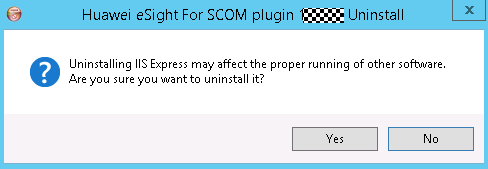 Huawei eSight For SCOM plugin 1 Uninstall
Uninstalling IIS Express may affect the proper running of other software.
Are you sure you want to uninstall it?
Yes
No